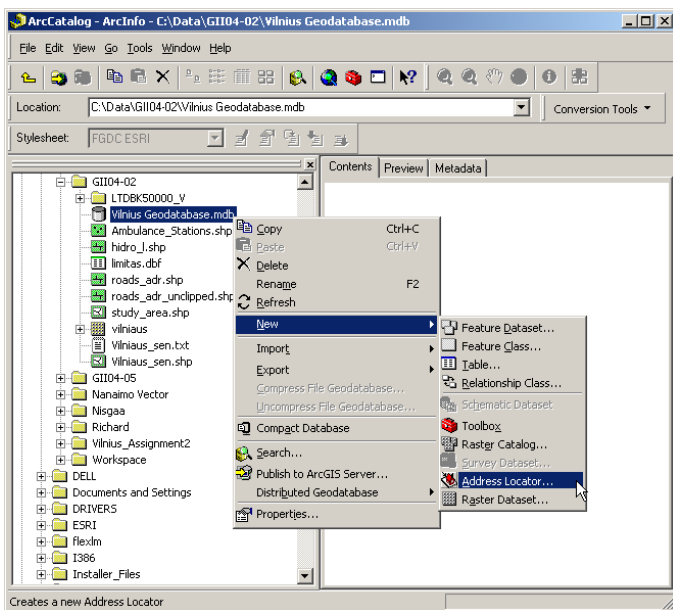 ArcCatalog - ArcInfo - C:\Data\GII04-02\Vilnius Geodatabase.mdb
File Edit View Go Tools Window Help
Location: C:\Data\GII04-02\Vilnius Geodatabase.mdb Conversion Tools
Stylesheet: FGDC ESRI
Contents Preview Metadata
GII04-02
LTDBK50000_V
Vilnius Geodatabase.mdb
Ambulance_Stations.shp
hidro_l.shp
limitas.dbf
roads_adr.shp
roads_adr_unclipped.shp
study_area.shp
vilniaus
Vilniaus_sen.txt
Vilniaus_sen.shp
GII04-05
Nanaimo Vector
Nisgaa
Richard
Vilnius_Assignment2
Workspace
DELL
Documents and Settings
DRIVERS
ESRI
flexlm
I386
Installer_Files
Copy Ctrl+C
Paste Ctrl+V
Delete
Rename F2
Refresh
New
Import
Export
Compress File Geodatabase...
Uncompress File Geodatabase...
Compact Database
Search...
Publish to ArcGIS Server...
Distributed Geodatabase
Properties...
Feature Dataset...
Feature Class...
Table...
Relationship Class...
Schematic Dataset
Toolbox
Raster Catalog...
Survey Dataset...
Address Locator...
Raster Dataset...
Creates a new Address Locator